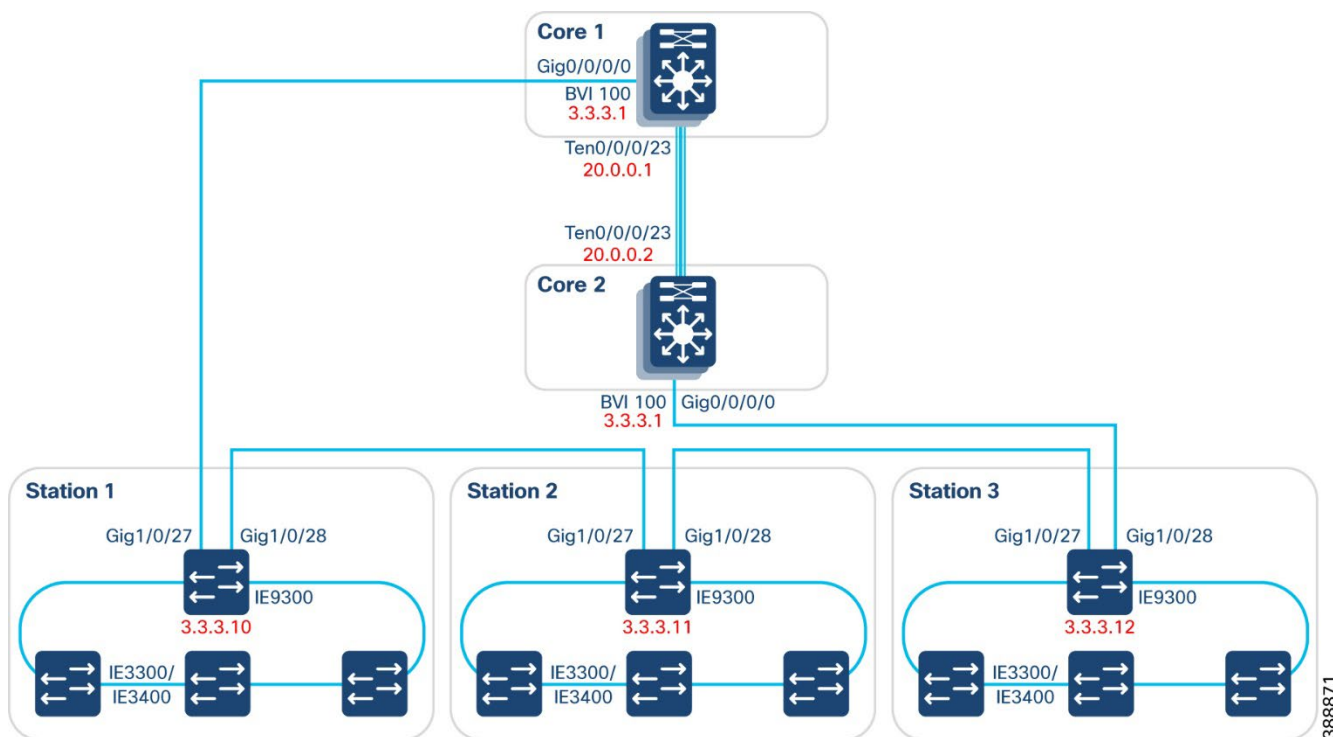 Core 1
Gig0/0/0/0
BVI 100
3.3.3.1
Ten0/0/0/23
20.0.0.1
Ten0/0/0/23
20.0.0.2
Core 2
BVI 100 Gig0/0/0/0
3.3.3.1
Station 1
Gig1/0/27 Gig1/0/28
IE9300
3.3.3.10
IE3300/
IE3400
Station 2
Gig1/0/27 Gig1/0/28
IE9300
3.3.3.11
IE3300/
IE3400
Station 3
Gig1/0/27 Gig1/0/28
IE9300
3.3.3.12
IE3300/
IE3400
388871